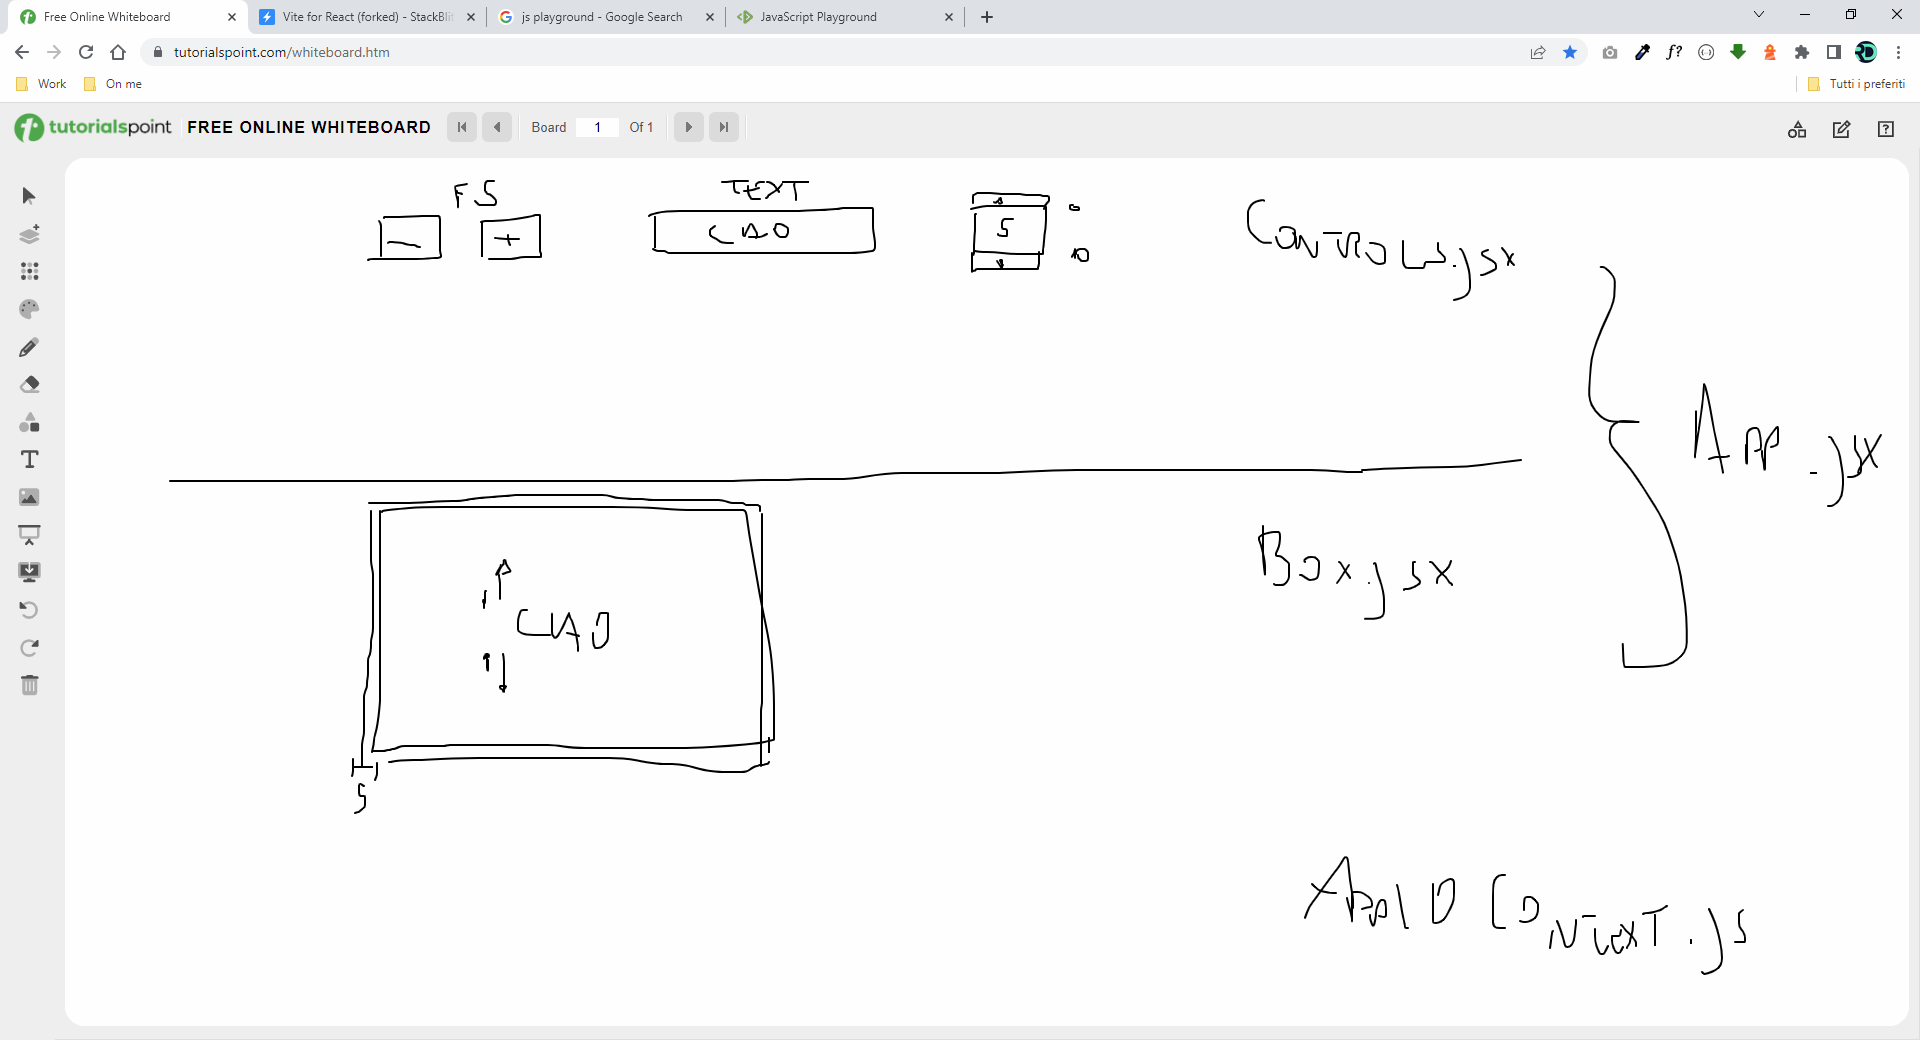 Free Online Whiteboard
Vite for React (forked) - StackBli
js playground - Google Search
JavaScript Playground
tutorialspoint.com/whiteboard.htm
f?
Work
On me
Tutti i preferiti
tutorialspoint
FREE ONLINE WHITEBOARD
Board 1 Of 1
FS
TEXT
- +
CIAO
5
0
10
CONTROLS.jsx
APP.jsx
CIAO
BOX.jsx
5
CONTEXT.js